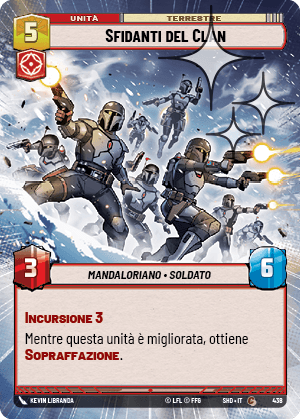 UNITÀ
TERRESTRE
5
SFIDANTI DEL CLAN
3
MANDALORIANO • SOLDATO
6
INCURSIONE 3
Mentre questa unità è migliorata, ottiene
SOPRAFFAZIONE.
KEVIN LIBRANDA
© LFL © FFG
SHD • IT
438